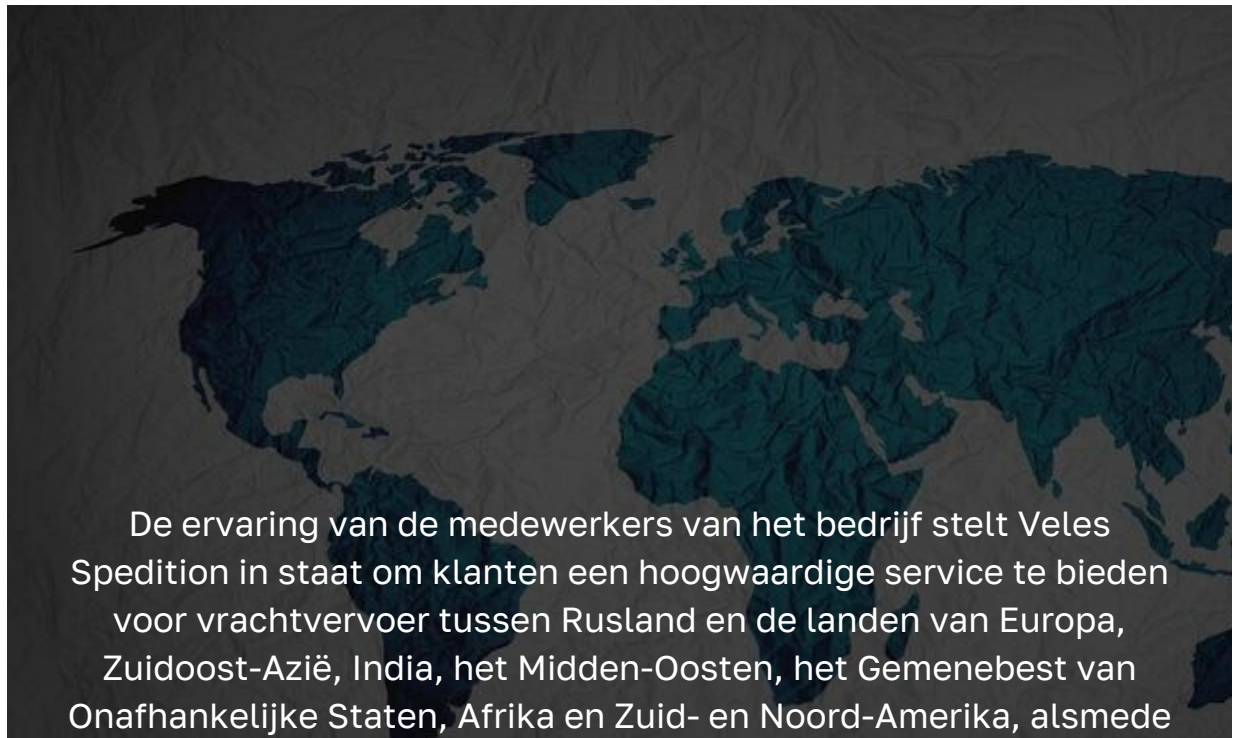 De ervaring van de medewerkers van het bedrijf stelt Veles
Spedition in staat om klanten een hoogwaardige service te bieden
voor vrachtvervoer tussen Rusland en de landen van Europa,
Zuidoost-Azië, India, het Midden-Oosten, het Gemenebest van
Onafhankelijke Staten, Afrika en Zuid- en Noord-Amerika, alsmede